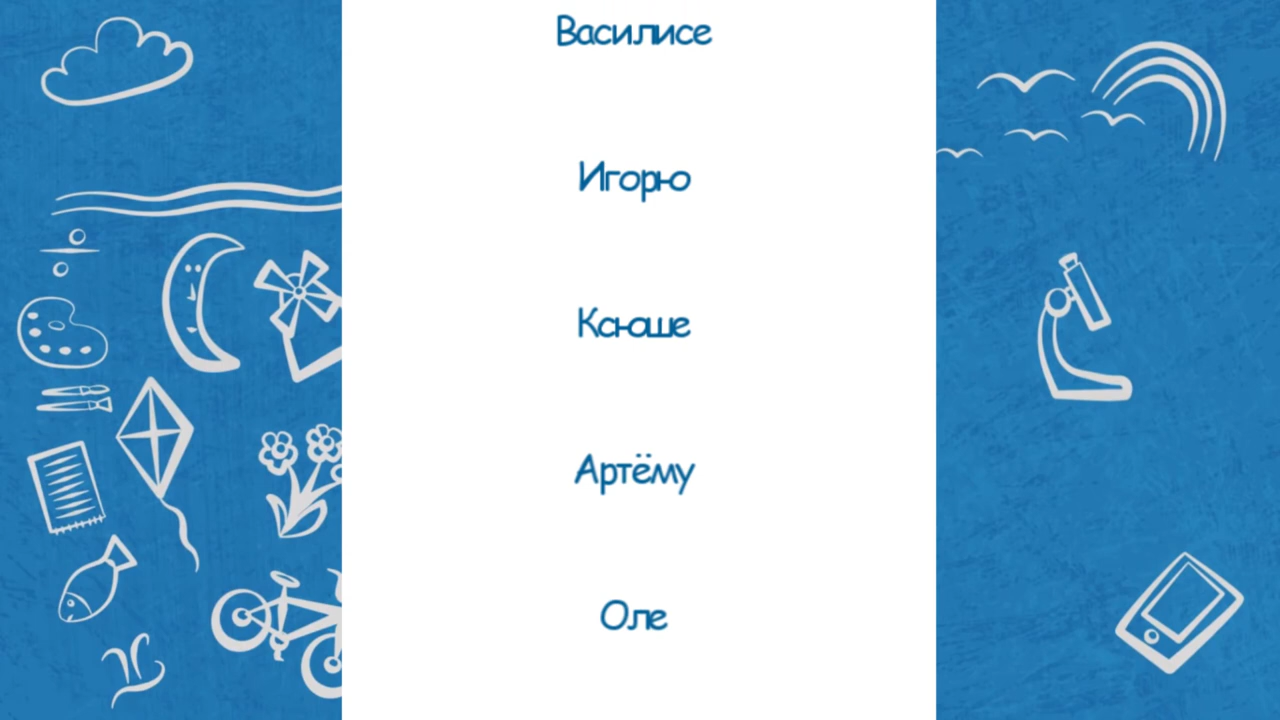 Василисе
Игорю
Ксюше
Артёму
Оле